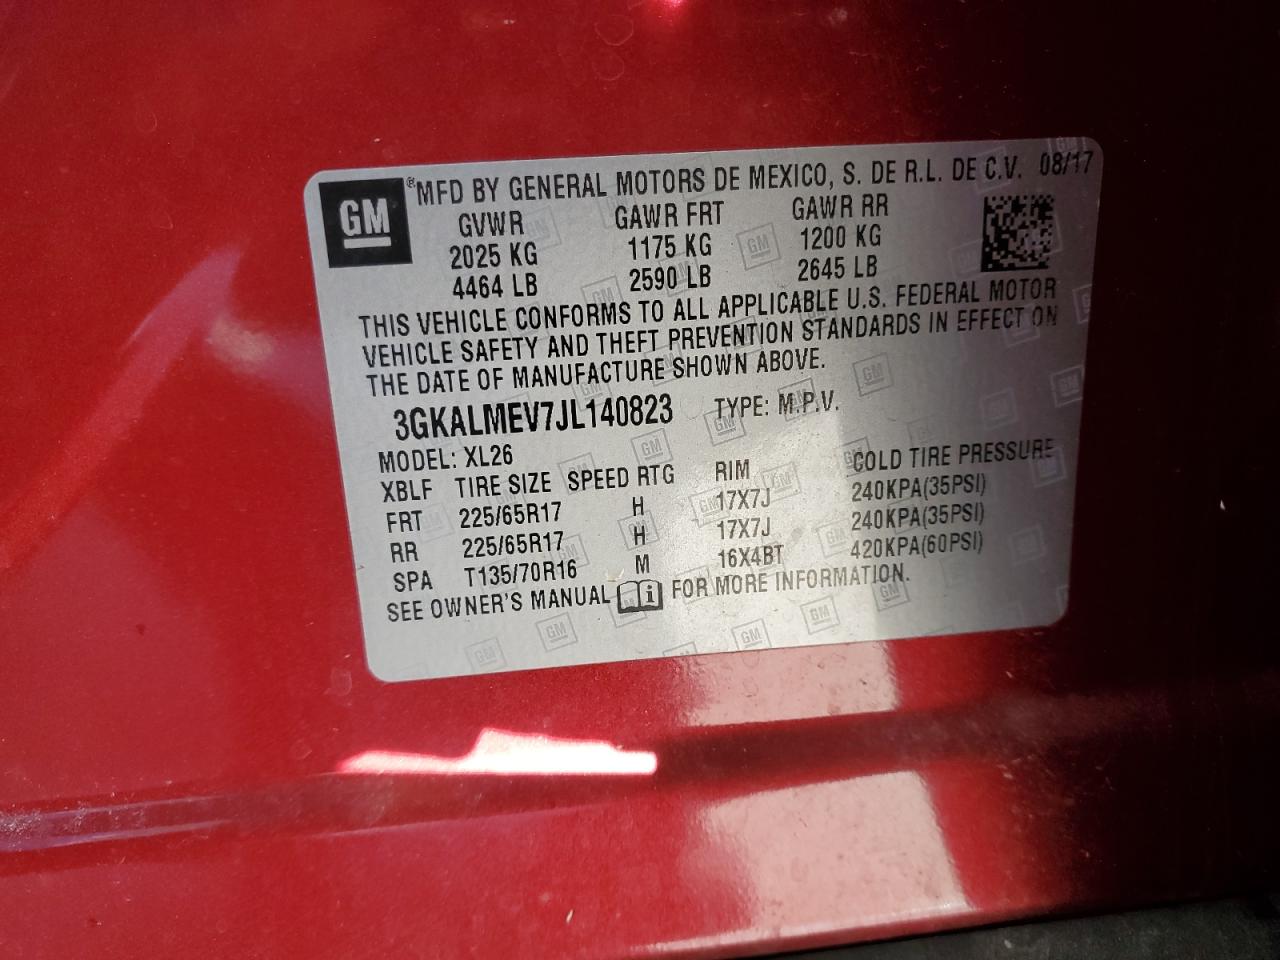 GM ® MFD BY GENERAL MOTORS DE MEXICO, S. DE R.L. DE C.V. 08/17
GVWR GAWR FRT GAWR RR
2025 KG 1175 KG 1200 KG
4464 LB 2590 LB 2645 LB
THIS VEHICLE CONFORMS TO ALL APPLICABLE U.S. FEDERAL MOTOR
VEHICLE SAFETY AND THEFT PREVENTION STANDARDS IN EFFECT ON
THE DATE OF MANUFACTURE SHOWN ABOVE.
3GKALMEV7JL140823 TYPE: M.P.V.
MODEL: XL26
XBLF TIRE SIZE SPEED RTG RIM COLD TIRE PRESSURE
FRT 225/65R17 H 17X7J 240KPA(35PSI)
RR 225/65R17 H 17X7J 240KPA(35PSI)
SPA T135/70R16 M 16X4BT 420KPA(60PSI)
SEE OWNER'S MANUAL i FOR MORE INFORMATION.